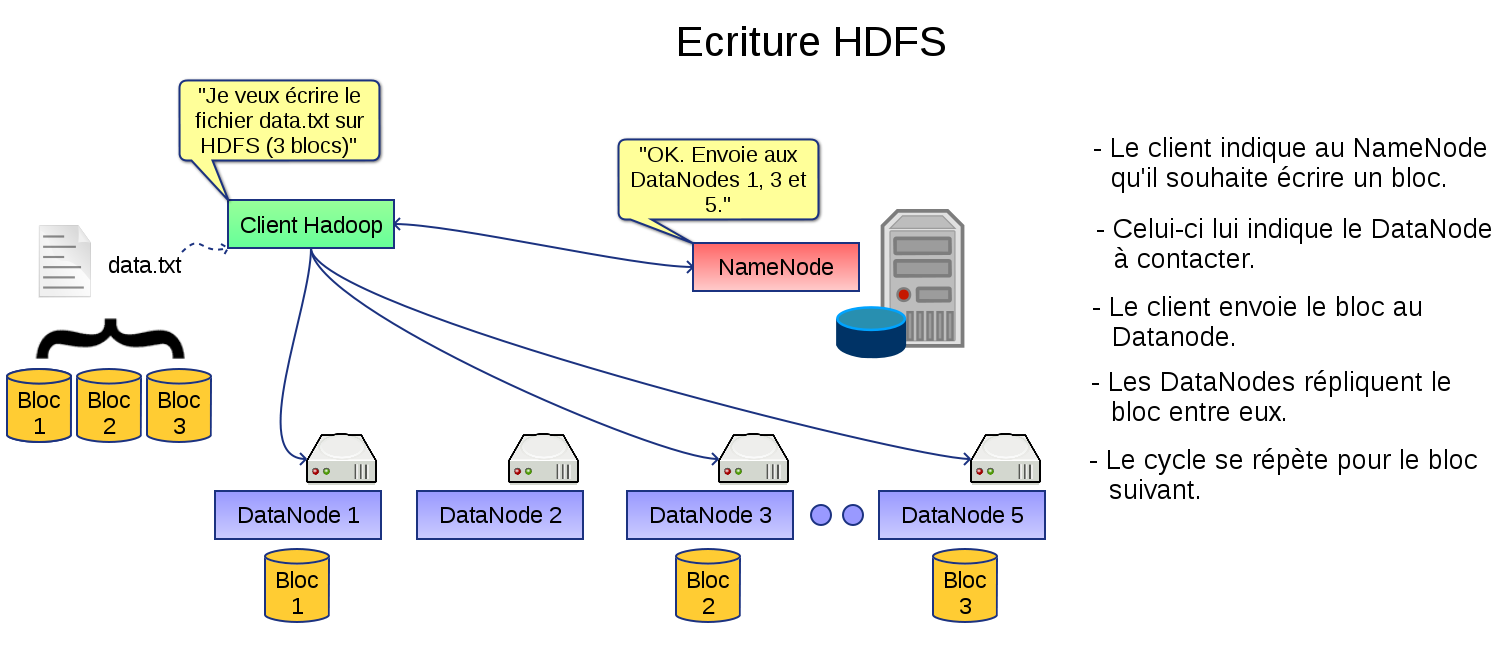 Ecriture HDFS
"Je veux écrire le
fichier data.txt sur
HDFS (3 blocs)"
"OK. Envoie aux
DataNodes 1, 3 et
5."
Client Hadoop
NameNode
data.txt
Bloc
1
Bloc
2
Bloc
3
DataNode 1
DataNode 2
DataNode 3
DataNode 5
Bloc
1
Bloc
2
Bloc
3
- Le client indique au NameNode
qu'il souhaite écrire un bloc.
- Celui-ci lui indique le DataNode
à contacter.
- Le client envoie le bloc au
Datanode.
- Les DataNodes répliquent le
bloc entre eux.
- Le cycle se répète pour le bloc
suivant.